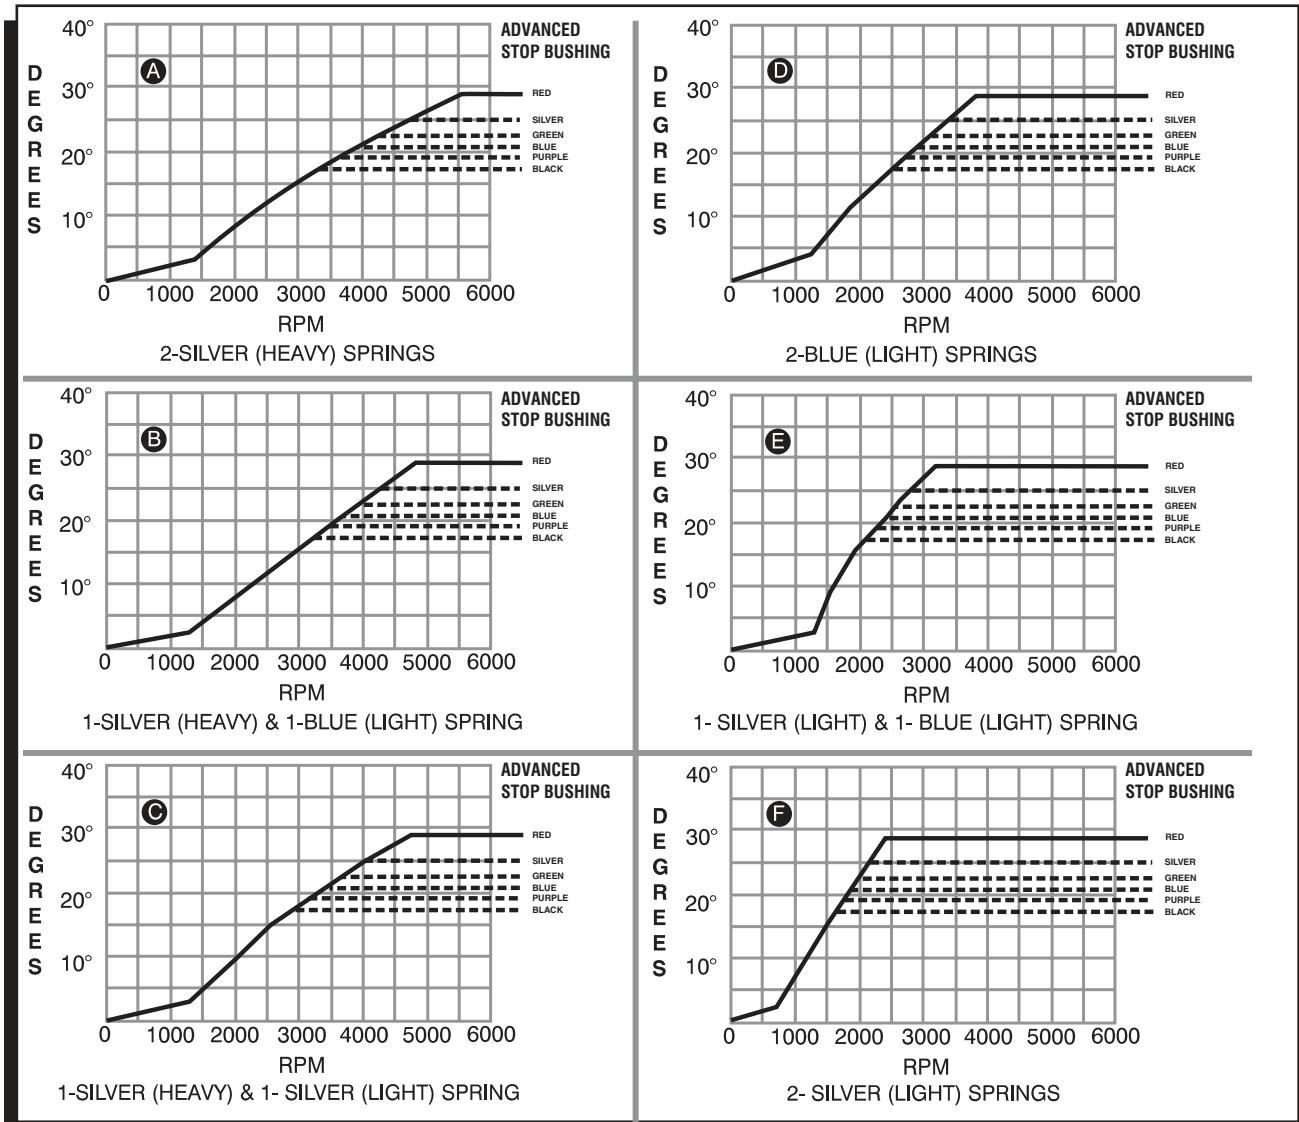 40°
30°
20°
10°
DEGREES
A
ADVANCED
STOP BUSHING
RED
SILVER
GREEN
BLUE
PURPLE
BLACK
0 1000 2000 3000 4000 5000 6000
RPM
2-SILVER (HEAVY) SPRINGS
40°
30°
20°
10°
DEGREES
D
ADVANCED
STOP BUSHING
RED
SILVER
GREEN
BLUE
PURPLE
BLACK
0 1000 2000 3000 4000 5000 6000
RPM
2-BLUE (LIGHT) SPRINGS
40°
30°
20°
10°
DEGREES
B
ADVANCED
STOP BUSHING
RED
SILVER
GREEN
BLUE
PURPLE
BLACK
0 1000 2000 3000 4000 5000 6000
RPM
1-SILVER (HEAVY) & 1-BLUE (LIGHT) SPRING
40°
30°
20°
10°
DEGREES
E
ADVANCED
STOP BUSHING
RED
SILVER
GREEN
BLUE
PURPLE
BLACK
0 1000 2000 3000 4000 5000 6000
RPM
1- SILVER (LIGHT) & 1- BLUE (LIGHT) SPRING
40°
30°
20°
10°
DEGREES
C
ADVANCED
STOP BUSHING
RED
SILVER
GREEN
BLUE
PURPLE
BLACK
0 1000 2000 3000 4000 5000 6000
RPM
1-SILVER (HEAVY) & 1- SILVER (LIGHT) SPRING
40°
30°
20°
10°
DEGREES
F
ADVANCED
STOP BUSHING
RED
SILVER
GREEN
BLUE
PURPLE
BLACK
0 1000 2000 3000 4000 5000 6000
RPM
2- SILVER (LIGHT) SPRINGS